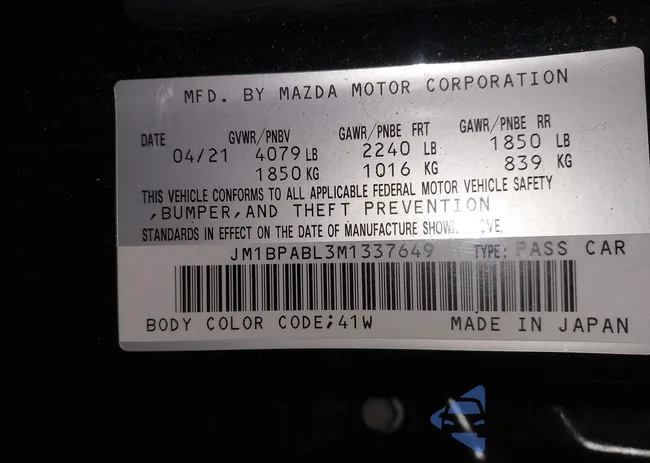 MFD. BY MAZDA MOTOR CORPORATION
DATE GVWR/PNBV GAWR/PNBE FRT GAWR/PNBE RR
04/21 4079 LB 2240 LB 1850 LB
1850 KG 1016 KG 839 KG
THIS VEHICLE CONFORMS TO ALL APPLICABLE FEDERAL MOTOR VEHICLE SAFETY
,BUMPER,AND THEFT PREVENTION
STANDARDS IN EFFECT ON THE DATE OF MANUFACTURE
JM1BPABL3M1337649 TYPE: PASS CAR
BODY COLOR CODE;41W MADE IN JAPAN